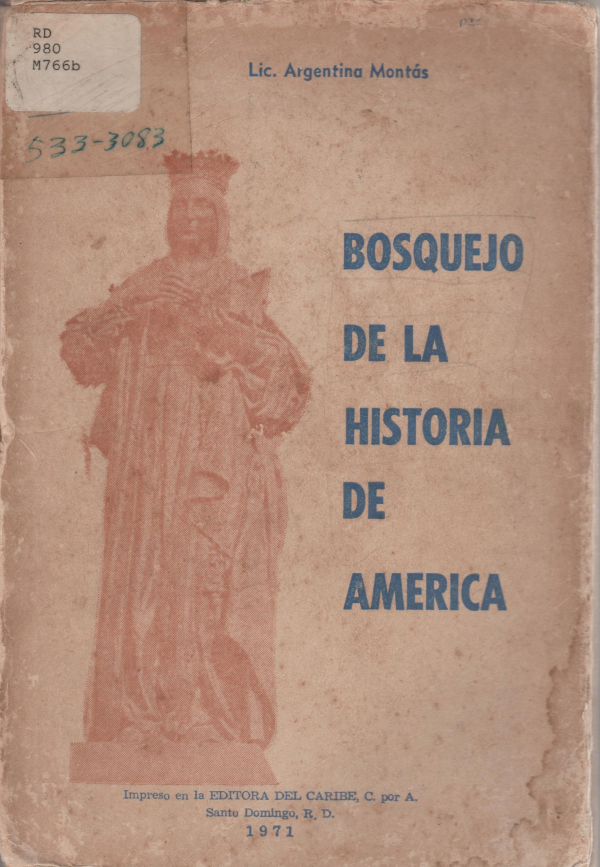 RD
980
M766b
533-3083
Lic. Argentina Montás
BOSQUEJO
DE LA
HISTORIA
DE
AMERICA
Impreso en la EDITORA DEL CARIBE, C. por A.
Santo Domingo, R. D.
1971